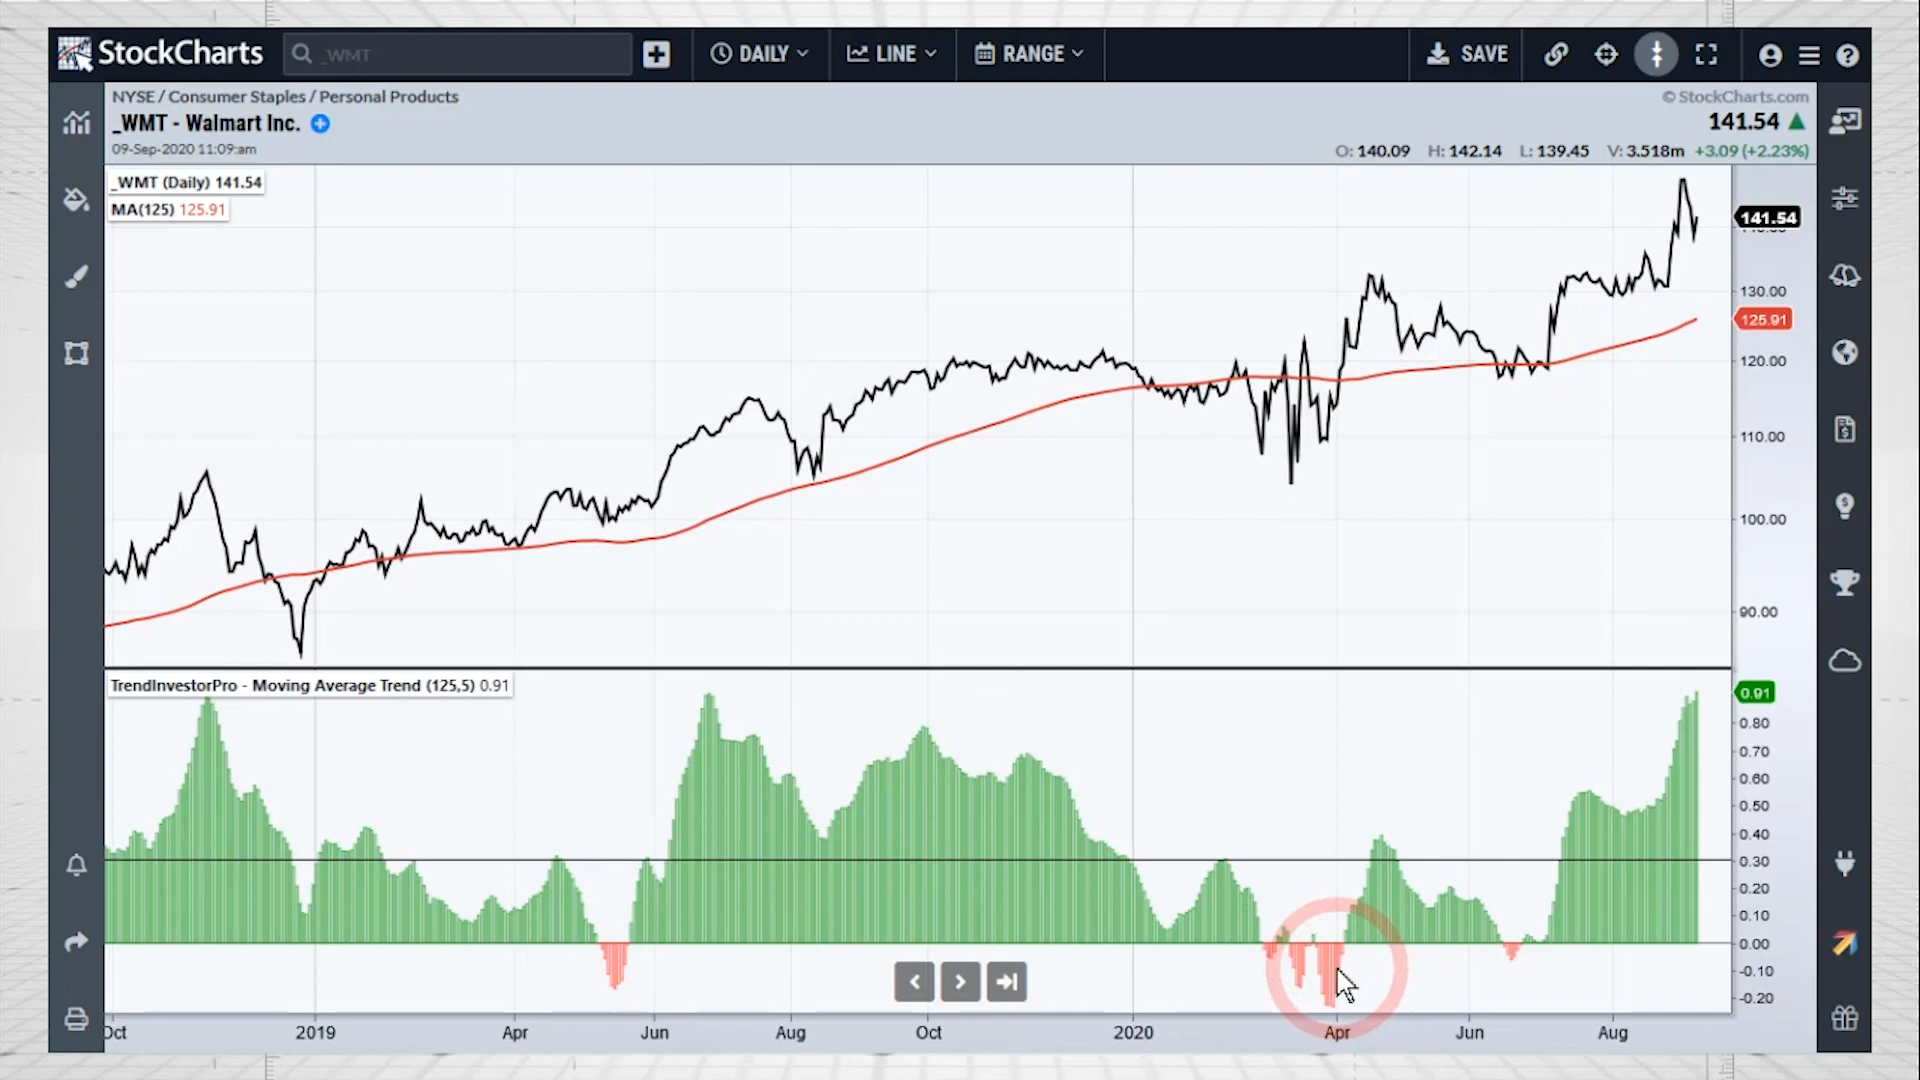 StockCharts
_WMT
DAILY
LINE
RANGE
SAVE
NYSE / Consumer Staples / Personal Products
© StockCharts.com
_WMT - Walmart Inc.
141.54
09-Sep-2020 11:09:am
O: 140.09 H: 142.14 L: 139.45 V: 3.518m +3.09 (+2.23%)
_WMT (Daily) 141.54
MA(125) 125.91
141.54
130.00
125.91
120.00
110.00
100.00
90.00
TrendInvestorPro - Moving Average Trend (125,5) 0.91
0.91
0.80
0.70
0.60
0.50
0.40
0.30
0.20
0.10
0.00
-0.10
-0.20
Oct 2019 Apr Jun Aug Oct 2020 Apr Jun Aug